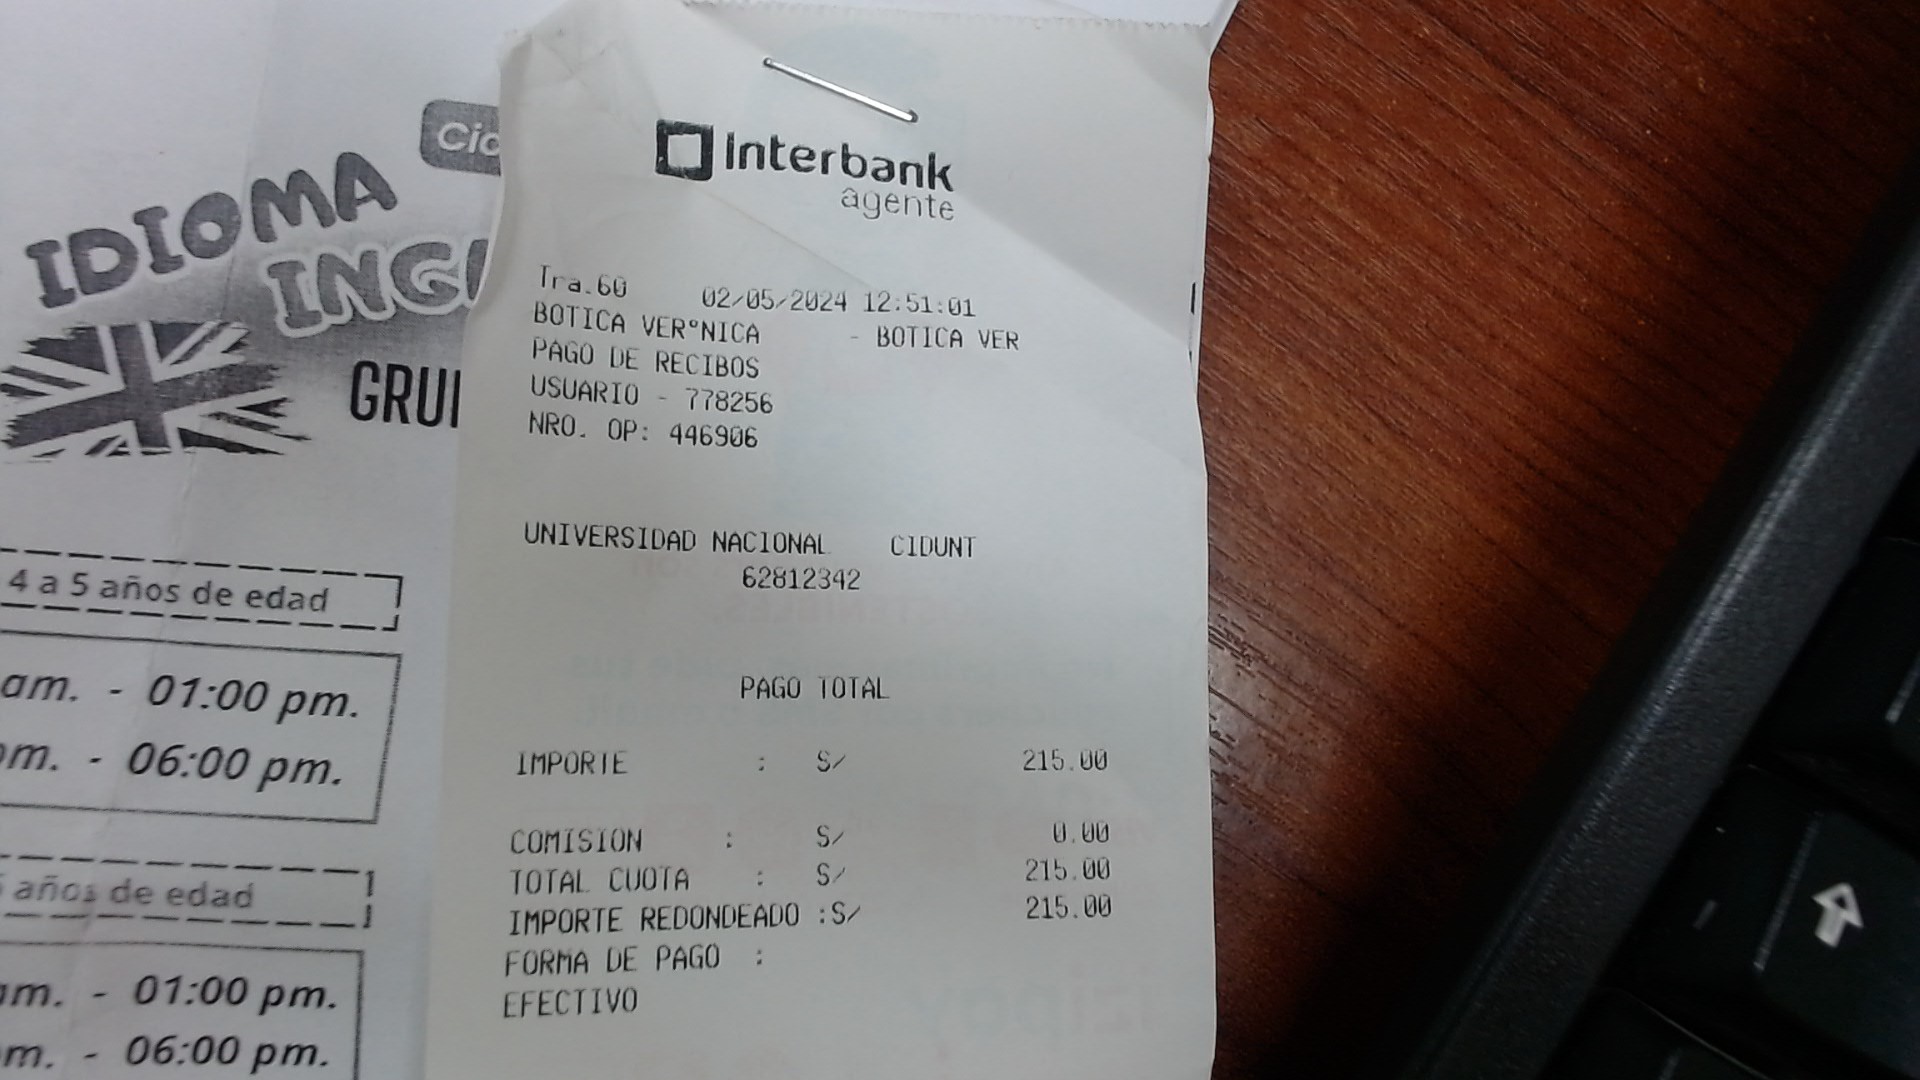 IDIOMA
4 a 5 años de edad
am. - 01:00 pm.
06:00 pm.
años de edad
- 01:00 pm.
- 06:00 pm.
Interbank
agente
Tra.60 02/05/2024 12:51:01
BOTICA VER°NICA - BOTICA VER
PAGO DE RECIBOS
USUARIO - 778256
NRO. OP: 446906
UNIVERSIDAD NACIONAL CIDUNT
62812342
PAGO TOTAL
IMPORTE : S/ 215.00
COMISION : S/ 0.00
TOTAL CUOTA : S/ 215.00
IMPORTE REDONDEADO :S/ 215.00
FORMA DE PAGO :
EFECTIVO